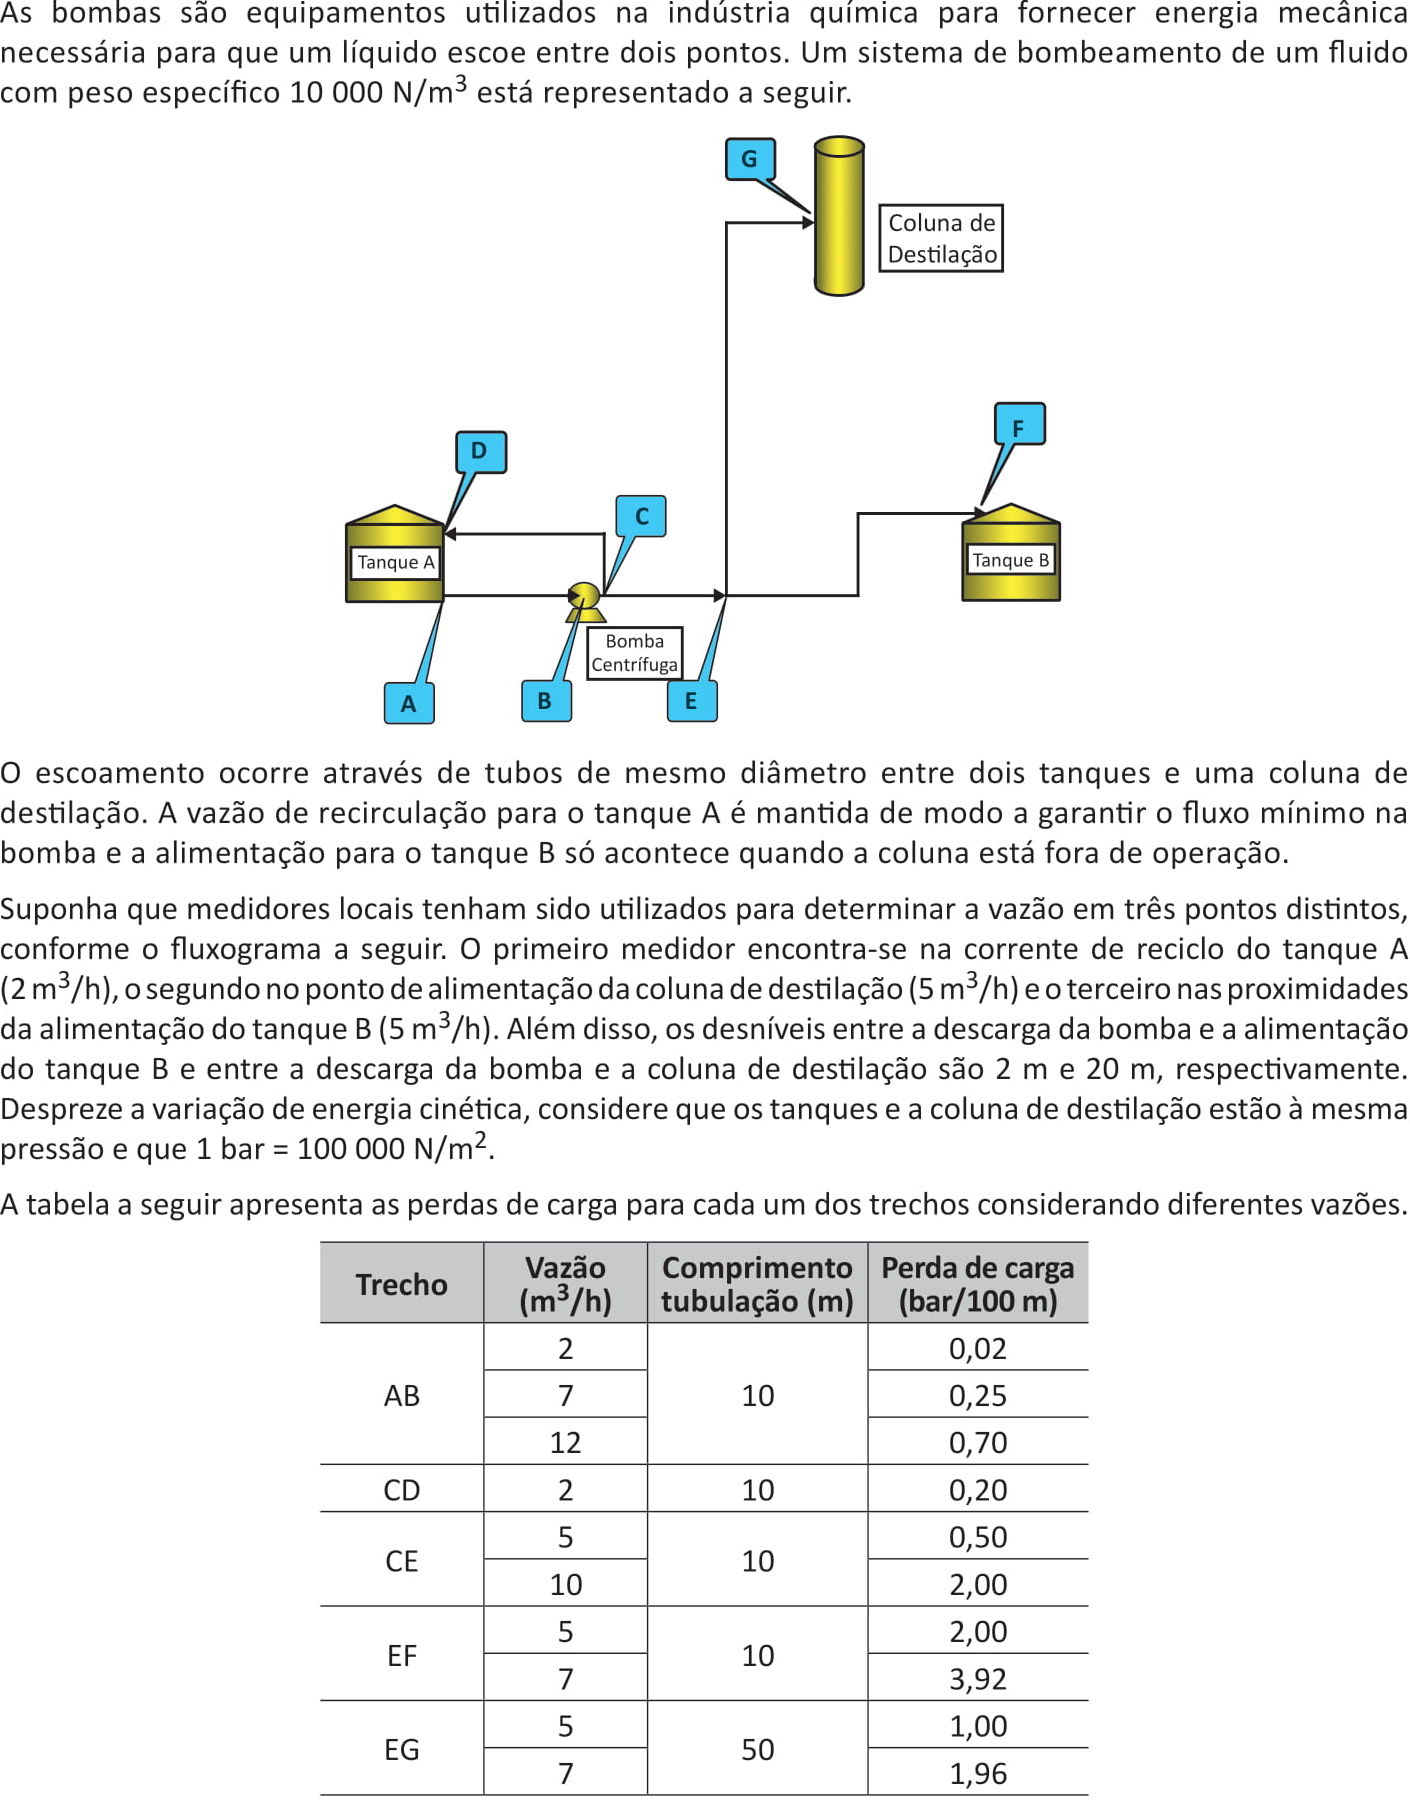 As bombas são equipamentos utilizados na indústria química para fornecer energia mecânica
necessária para que um líquido escoe entre dois pontos. Um sistema de bombeamento de um fluido
com peso específico 10 000 N/m³ está representado a seguir.
G
Coluna de
Destilação
F
D
C
Tanque A
Tanque B
Bomba
Centrífuga
A
B
E
O escoamento ocorre através de tubos de mesmo diâmetro entre dois tanques e uma coluna de
destilação. A vazão de recirculação para o tanque A é mantida de modo a garantir o fluxo mínimo na
bomba e a alimentação para o tanque B só acontece quando a coluna está fora de operação.
Suponha que medidores locais tenham sido utilizados para determinar a vazão em três pontos distintos,
conforme o fluxograma a seguir. O primeiro medidor encontra-se na corrente de reciclo do tanque A
(2 m³/h), o segundo no ponto de alimentação da coluna de destilação (5 m³/h) e o terceiro nas proximidades
da alimentação do tanque B (5 m³/h). Além disso, os desníveis entre a descarga da bomba e a alimentação
do tanque B e entre a descarga da bomba e a coluna de destilação são 2 m e 20 m, respectivamente.
Despreze a variação de energia cinética, considere que os tanques e a coluna de destilação estão à mesma
pressão e que 1 bar = 100 000 N/m².
A tabela a seguir apresenta as perdas de carga para cada um dos trechos considerando diferentes vazões.
Trecho Vazão (m³/h) Comprimento tubulação (m) Perda de carga (bar/100 m)
AB 2 10 0,02
7 0,25
12 0,70
CD 2 10 0,20
CE 5 10 0,50
10 2,00
EF 5 10 2,00
7 3,92
EG 5 50 1,00
7 1,96